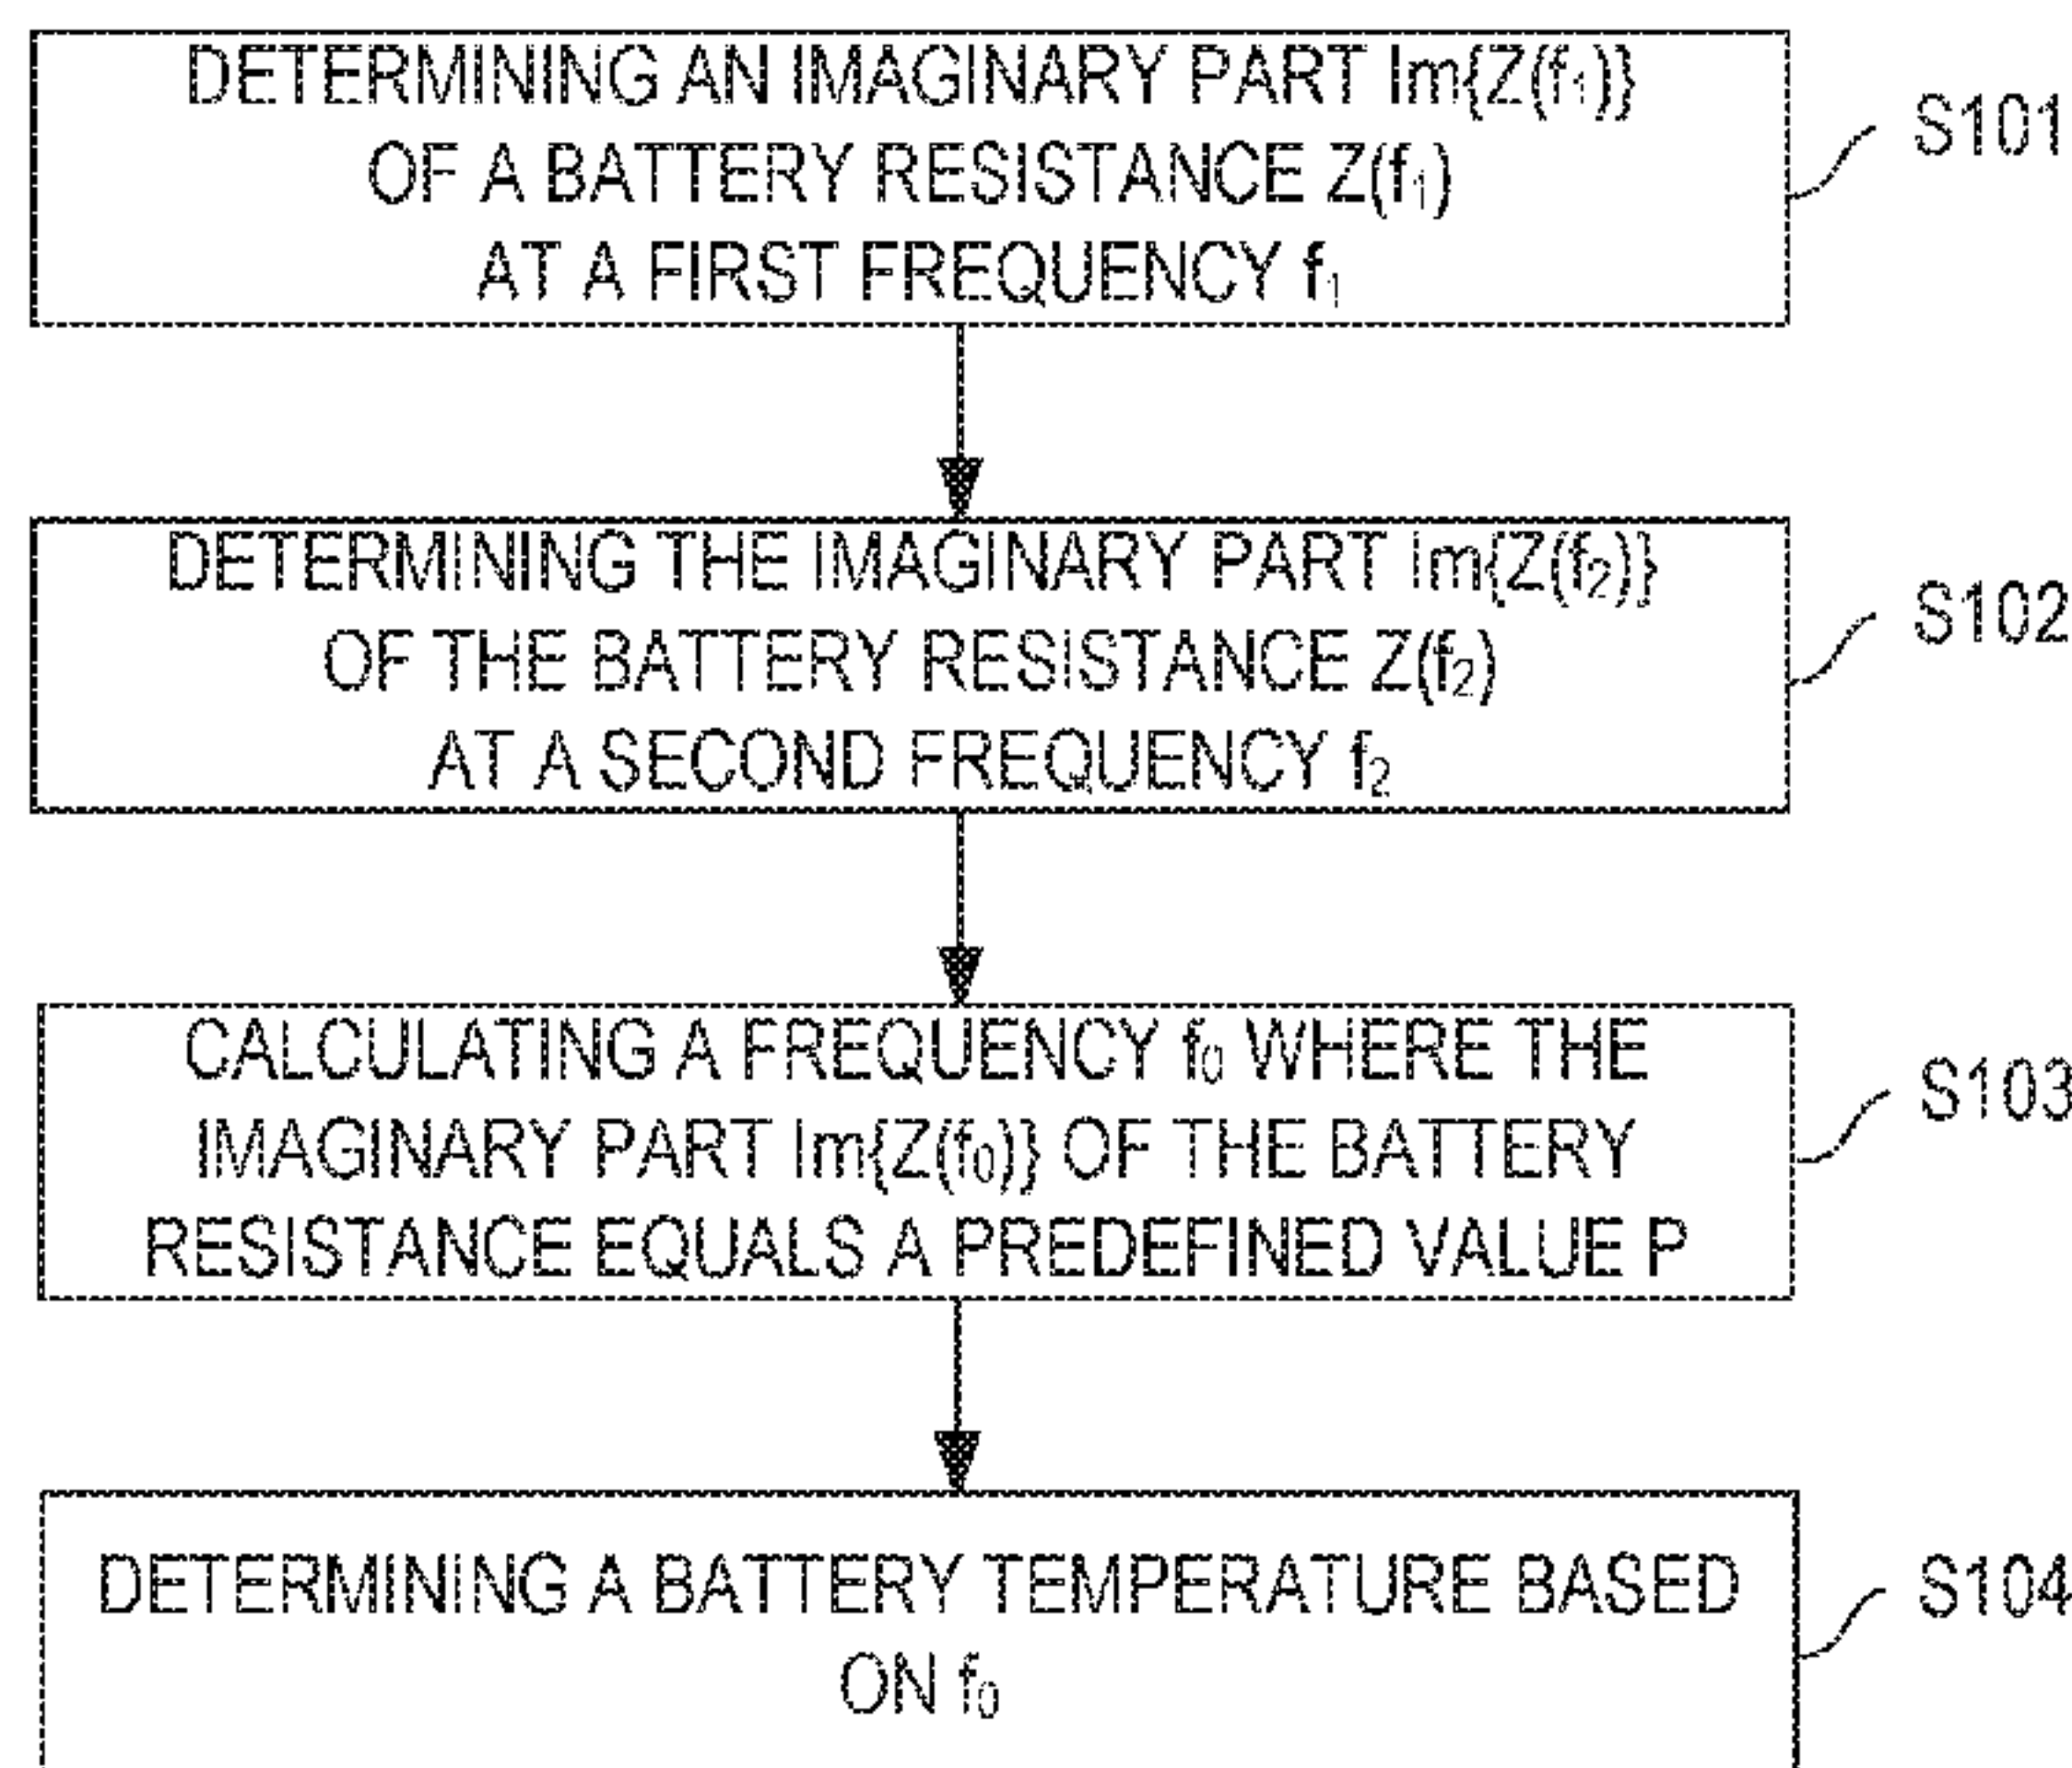 DETERMINING AN IMAGINARY PART Im{Z(f₁)}
OF A BATTERY RESISTANCE Z(f₁)
AT A FIRST FREQUENCY f₁
S101
DETERMINING THE IMAGINARY PART Im{Z(f₂)}
OF THE BATTERY RESISTANCE Z(f₂)
AT A SECOND FREQUENCY f₂
S102
CALCULATING A FREQUENCY f₀ WHERE THE
IMAGINARY PART Im{Z(f₀)} OF THE BATTERY
RESISTANCE EQUALS A PREDEFINED VALUE P
S103
DETERMINING A BATTERY TEMPERATURE BASED
ON f₀
S104